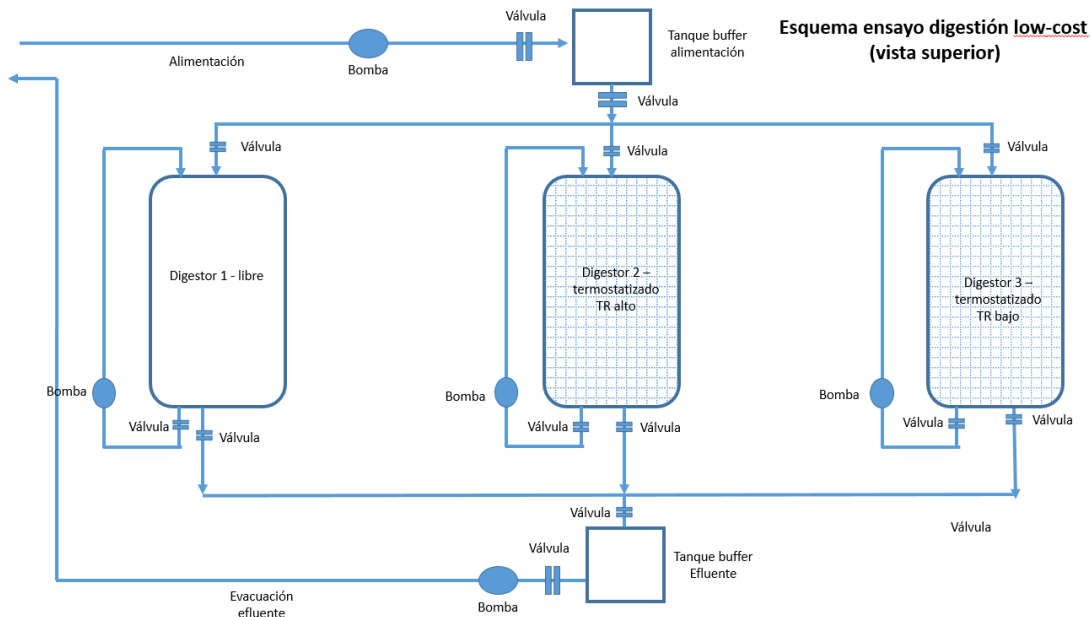 Válvula
Esquema ensayo digestión low-cost
(vista superior)
Tanque buffer
alimentación
Alimentación
Bomba
Válvula
Válvula
Válvula
Válvula
Digestor 1 - libre
Digestor 2 –
termostatizado
TR alto
Digestor 3 –
termostatizado
TR bajo
Bomba
Bomba
Bomba
Válvula
Válvula
Válvula
Válvula
Válvula
Válvula
Válvula
Válvula
Válvula
Tanque buffer
Efluente
Evacuación
efluente
Bomba